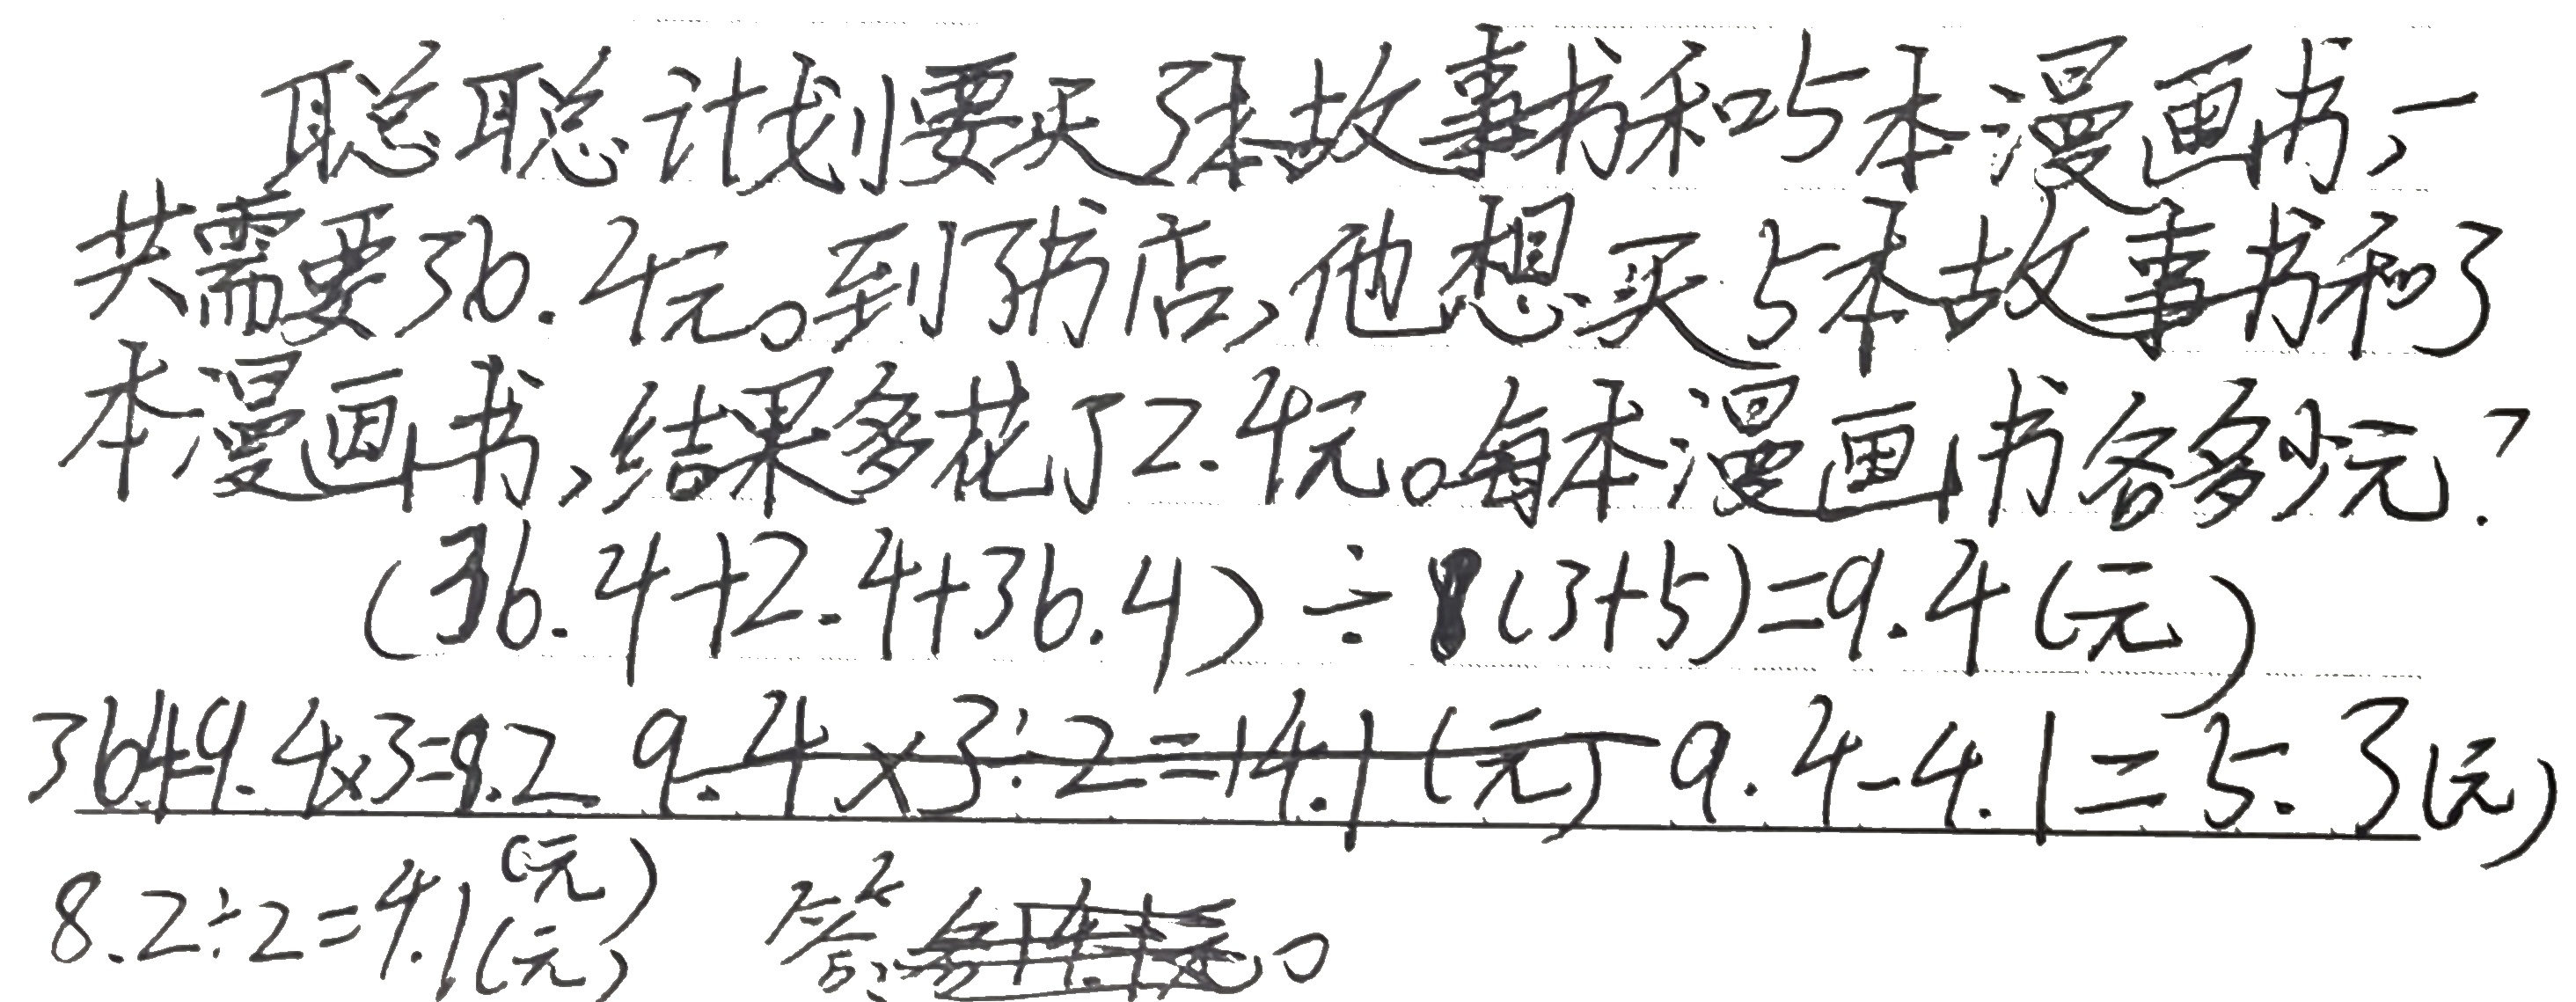 聪聪计划要买3本故事书和5本漫画书,一
共需要36.4元。到了书店,他想买5本故事书和3
本漫画书,结果多花了2.4元。每本漫画书各多少元?
(36.4+2.4+36.4)÷(3+5)=9.4(元)
36.4-9.4×3=8.2 9.4×3÷2=14.1(元) 9.4-4.1=5.3(元)
(元)
8.2÷2=4.1(元) 答: